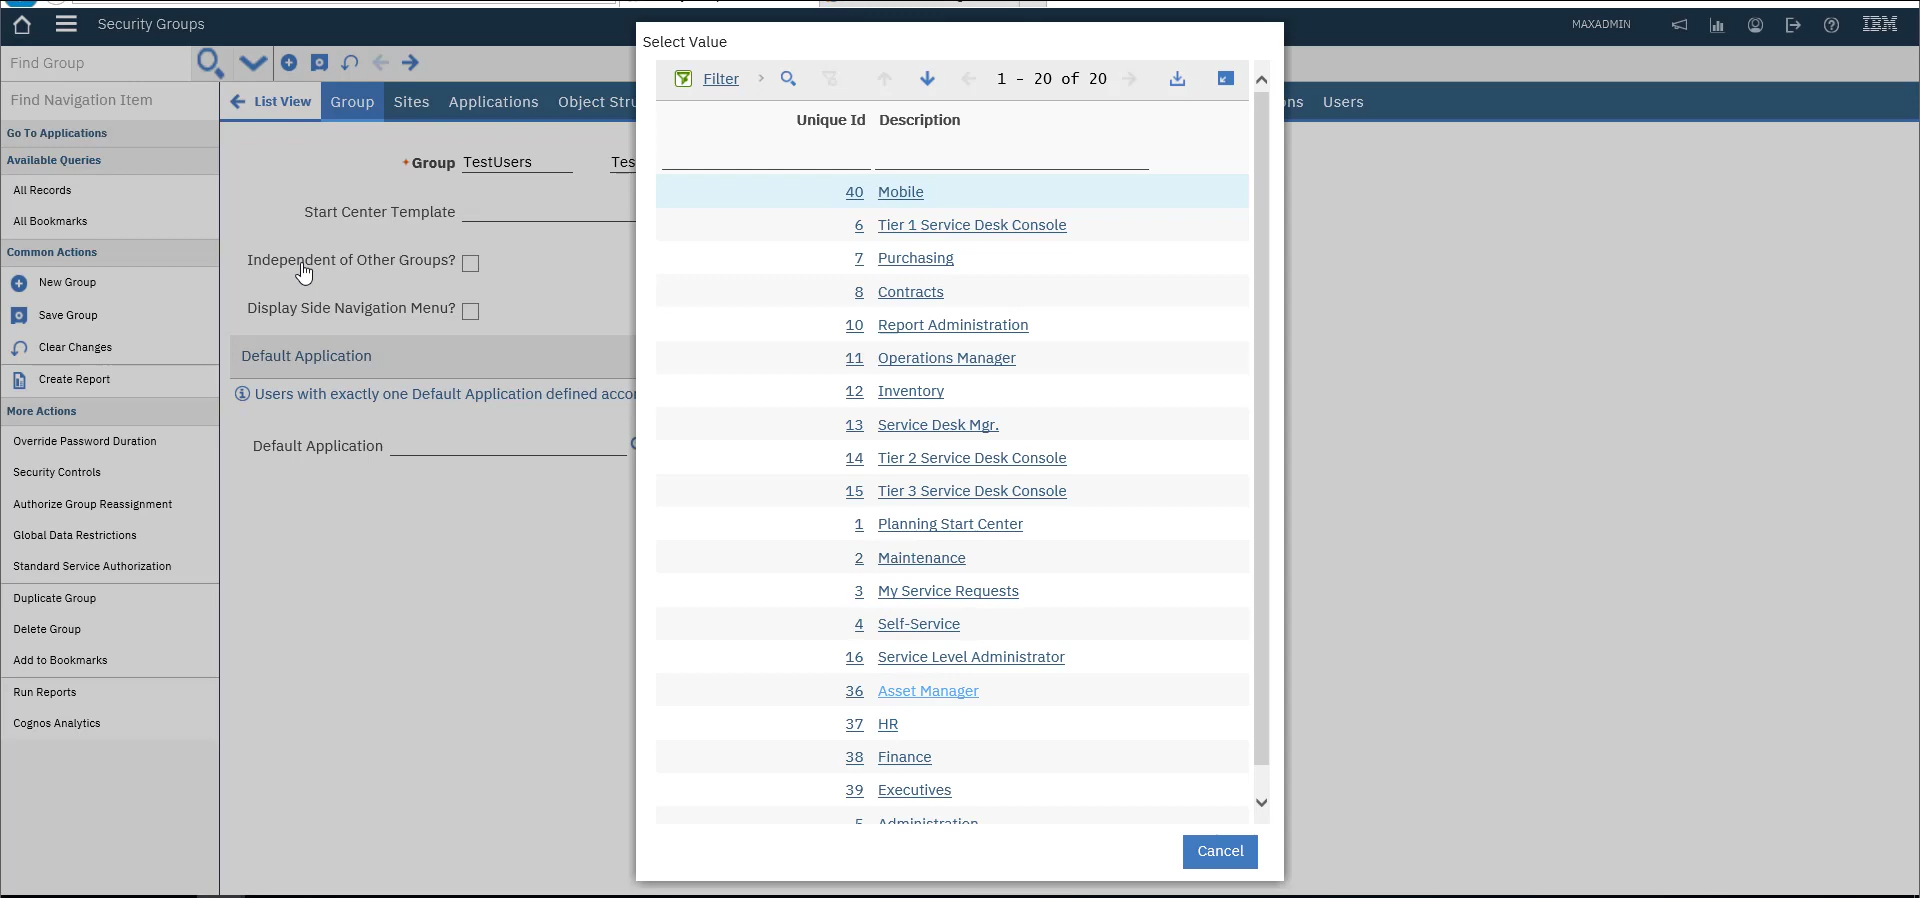 Security Groups
MAXADMIN
IBM
Find Group
Find Navigation Item
Go To Applications
Available Queries
All Records
All Bookmarks
Common Actions
New Group
Save Group
Clear Changes
Create Report
More Actions
Override Password Duration
Security Controls
Authorize Group Reassignment
Global Data Restrictions
Standard Service Authorization
Duplicate Group
Delete Group
Add to Bookmarks
Run Reports
Cognos Analytics
List View Group Sites Applications Object Stru
ns Users
Group TestUsers Tes
Start Center Template
Independent of Other Groups?
Display Side Navigation Menu?
Default Application
Users with exactly one Default Application defined acco
Default Application
Select Value
Filter 1 - 20 of 20
Unique Id Description
40 Mobile
6 Tier 1 Service Desk Console
7 Purchasing
8 Contracts
10 Report Administration
11 Operations Manager
12 Inventory
13 Service Desk Mgr.
14 Tier 2 Service Desk Console
15 Tier 3 Service Desk Console
1 Planning Start Center
2 Maintenance
3 My Service Requests
4 Self-Service
16 Service Level Administrator
36 Asset Manager
37 HR
38 Finance
39 Executives
5 Administration
Cancel